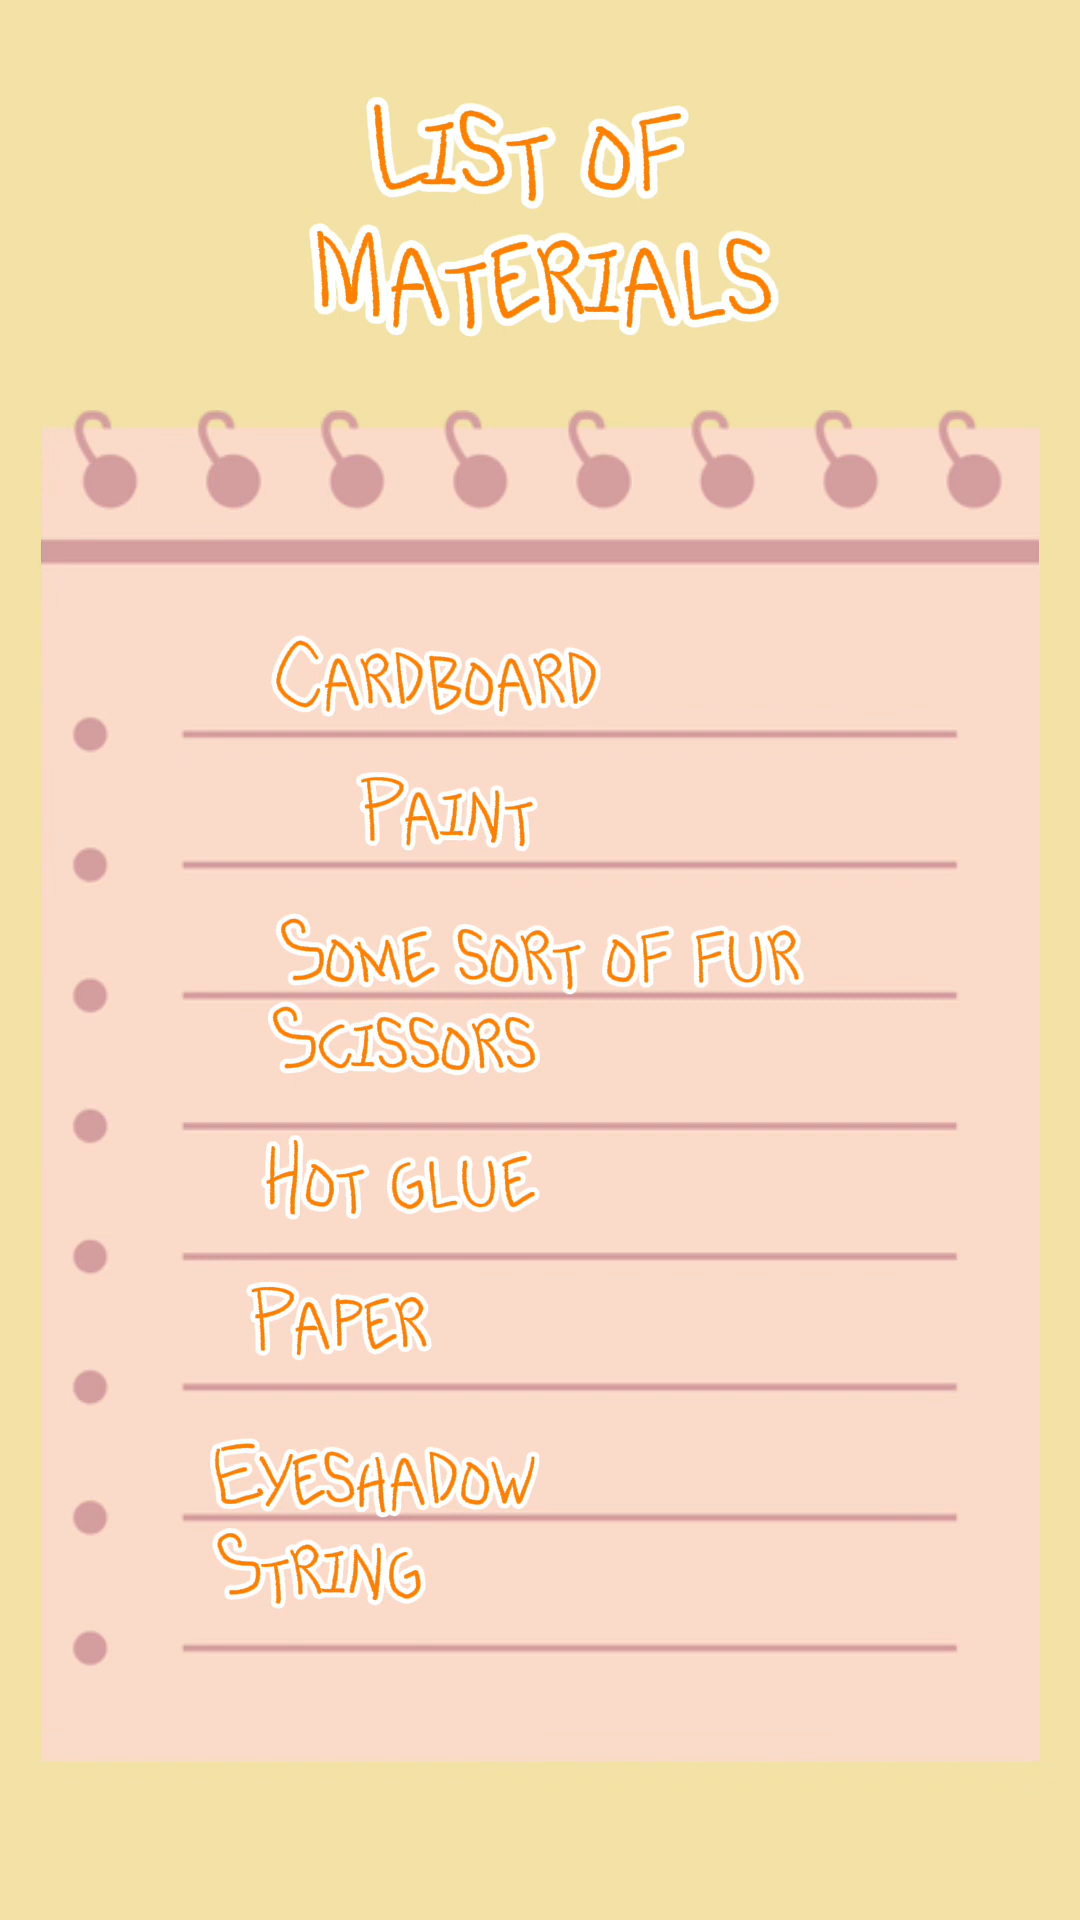 List of
Materials
Cardboard
Paint
Some sort of fur
Scissors
Hot glue
Paper
Eyeshadow
String